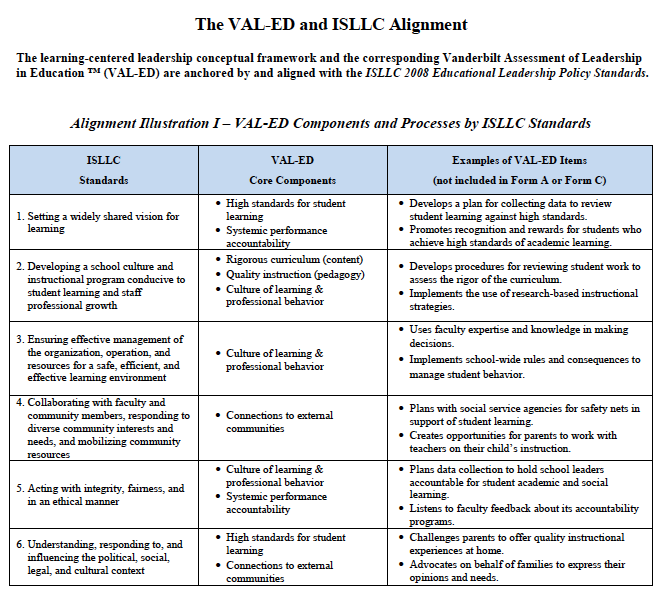 The VAL-ED and ISLLC Alignment
The learning-centered leadership conceptual framework and the corresponding Vanderbilt Assessment of Leadership
in Education ™ (VAL-ED) are anchored by and aligned with the ISLLC 2008 Educational Leadership Policy Standards.
Alignment Illustration I – VAL-ED Components and Processes by ISLLC Standards
ISLLC
Standards
VAL-ED
Core Components
Examples of VAL-ED Items
(not included in Form A or Form C)
1. Setting a widely shared vision for
learning
• High standards for student
learning
• Systemic performance
accountability
• Develops a plan for collecting data to review
student learning against high standards.
• Promotes recognition and rewards for students who
achieve high standards of academic learning.
2. Developing a school culture and
instructional program conducive to
student learning and staff
professional growth
• Rigorous curriculum (content)
• Quality instruction (pedagogy)
• Culture of learning &
professional behavior
• Develops procedures for reviewing student work to
assess the rigor of the curriculum.
• Implements the use of research-based instructional
strategies.
3. Ensuring effective management of
the organization, operation, and
resources for a safe, efficient, and
effective learning environment
• Culture of learning &
professional behavior
• Uses faculty expertise and knowledge in making
decisions.
• Implements school-wide rules and consequences to
manage student behavior.
4. Collaborating with faculty and
community members, responding to
diverse community interests and
needs, and mobilizing community
resources
• Connections to external
communities
• Plans with social service agencies for safety nets in
support of student learning.
• Creates opportunities for parents to work with
teachers on their child's instruction.
5. Acting with integrity, fairness, and
in an ethical manner
• Culture of learning &
professional behavior
• Systemic performance
accountability
• Plans data collection to hold school leaders
accountable for student academic and social
learning.
• Listens to faculty feedback about its accountability
programs.
6. Understanding, responding to, and
influencing the political, social,
legal, and cultural context
• High standards for student
learning
• Connections to external
communities
• Challenges parents to offer quality instructional
experiences at home.
• Advocates on behalf of families to express their
opinions and needs.